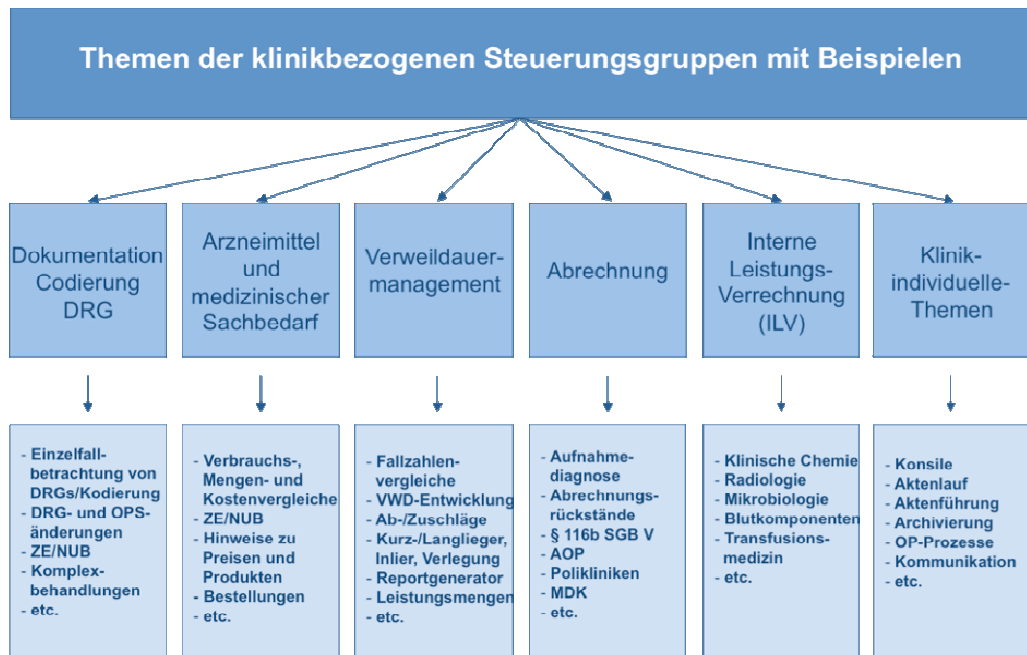 Themen der klinikbezogenen Steuerungsgruppen mit Beispielen
Dokumentation
Codierung
DRG
Arzneimittel
und
medizinischer
Sachbedarf
Verweildauer-
management
Abrechnung
Interne
Leistungs-
Verrechnung
(ILV)
Klinik-
individuelle-
Themen
- Einzelfall-
betrachtung von
DRGs/Kodierung
- DRG- und OPS-
änderungen
- ZE/NUB
- Komplex-
behandlungen
- etc.
- Verbrauchs-,
Mengen- und
Kostenvergleiche
- ZE/NUB
- Hinweise zu
Preisen und
Produkten
- Bestellungen
- etc.
- Fallzahlen-
vergleiche
- VWD-Entwicklung
- Ab-/Zuschläge
- Kurz-/Langlieger,
Inlier, Verlegung
- Reportgenerator
- Leistungsmengen
- etc.
- Aufnahme-
diagnose
- Abrechnungs-
rückstände
- § 116b SGB V
- AOP
- Polikliniken
- MDK
- etc.
- Klinische Chemie
- Radiologie
- Mikrobiologie
- Blutkomponenten
- Transfusions-
medizin
- etc.
- Konsile
- Aktenlauf
- Aktenführung
- Archivierung
- OP-Prozesse
- Kommunikation
- etc.